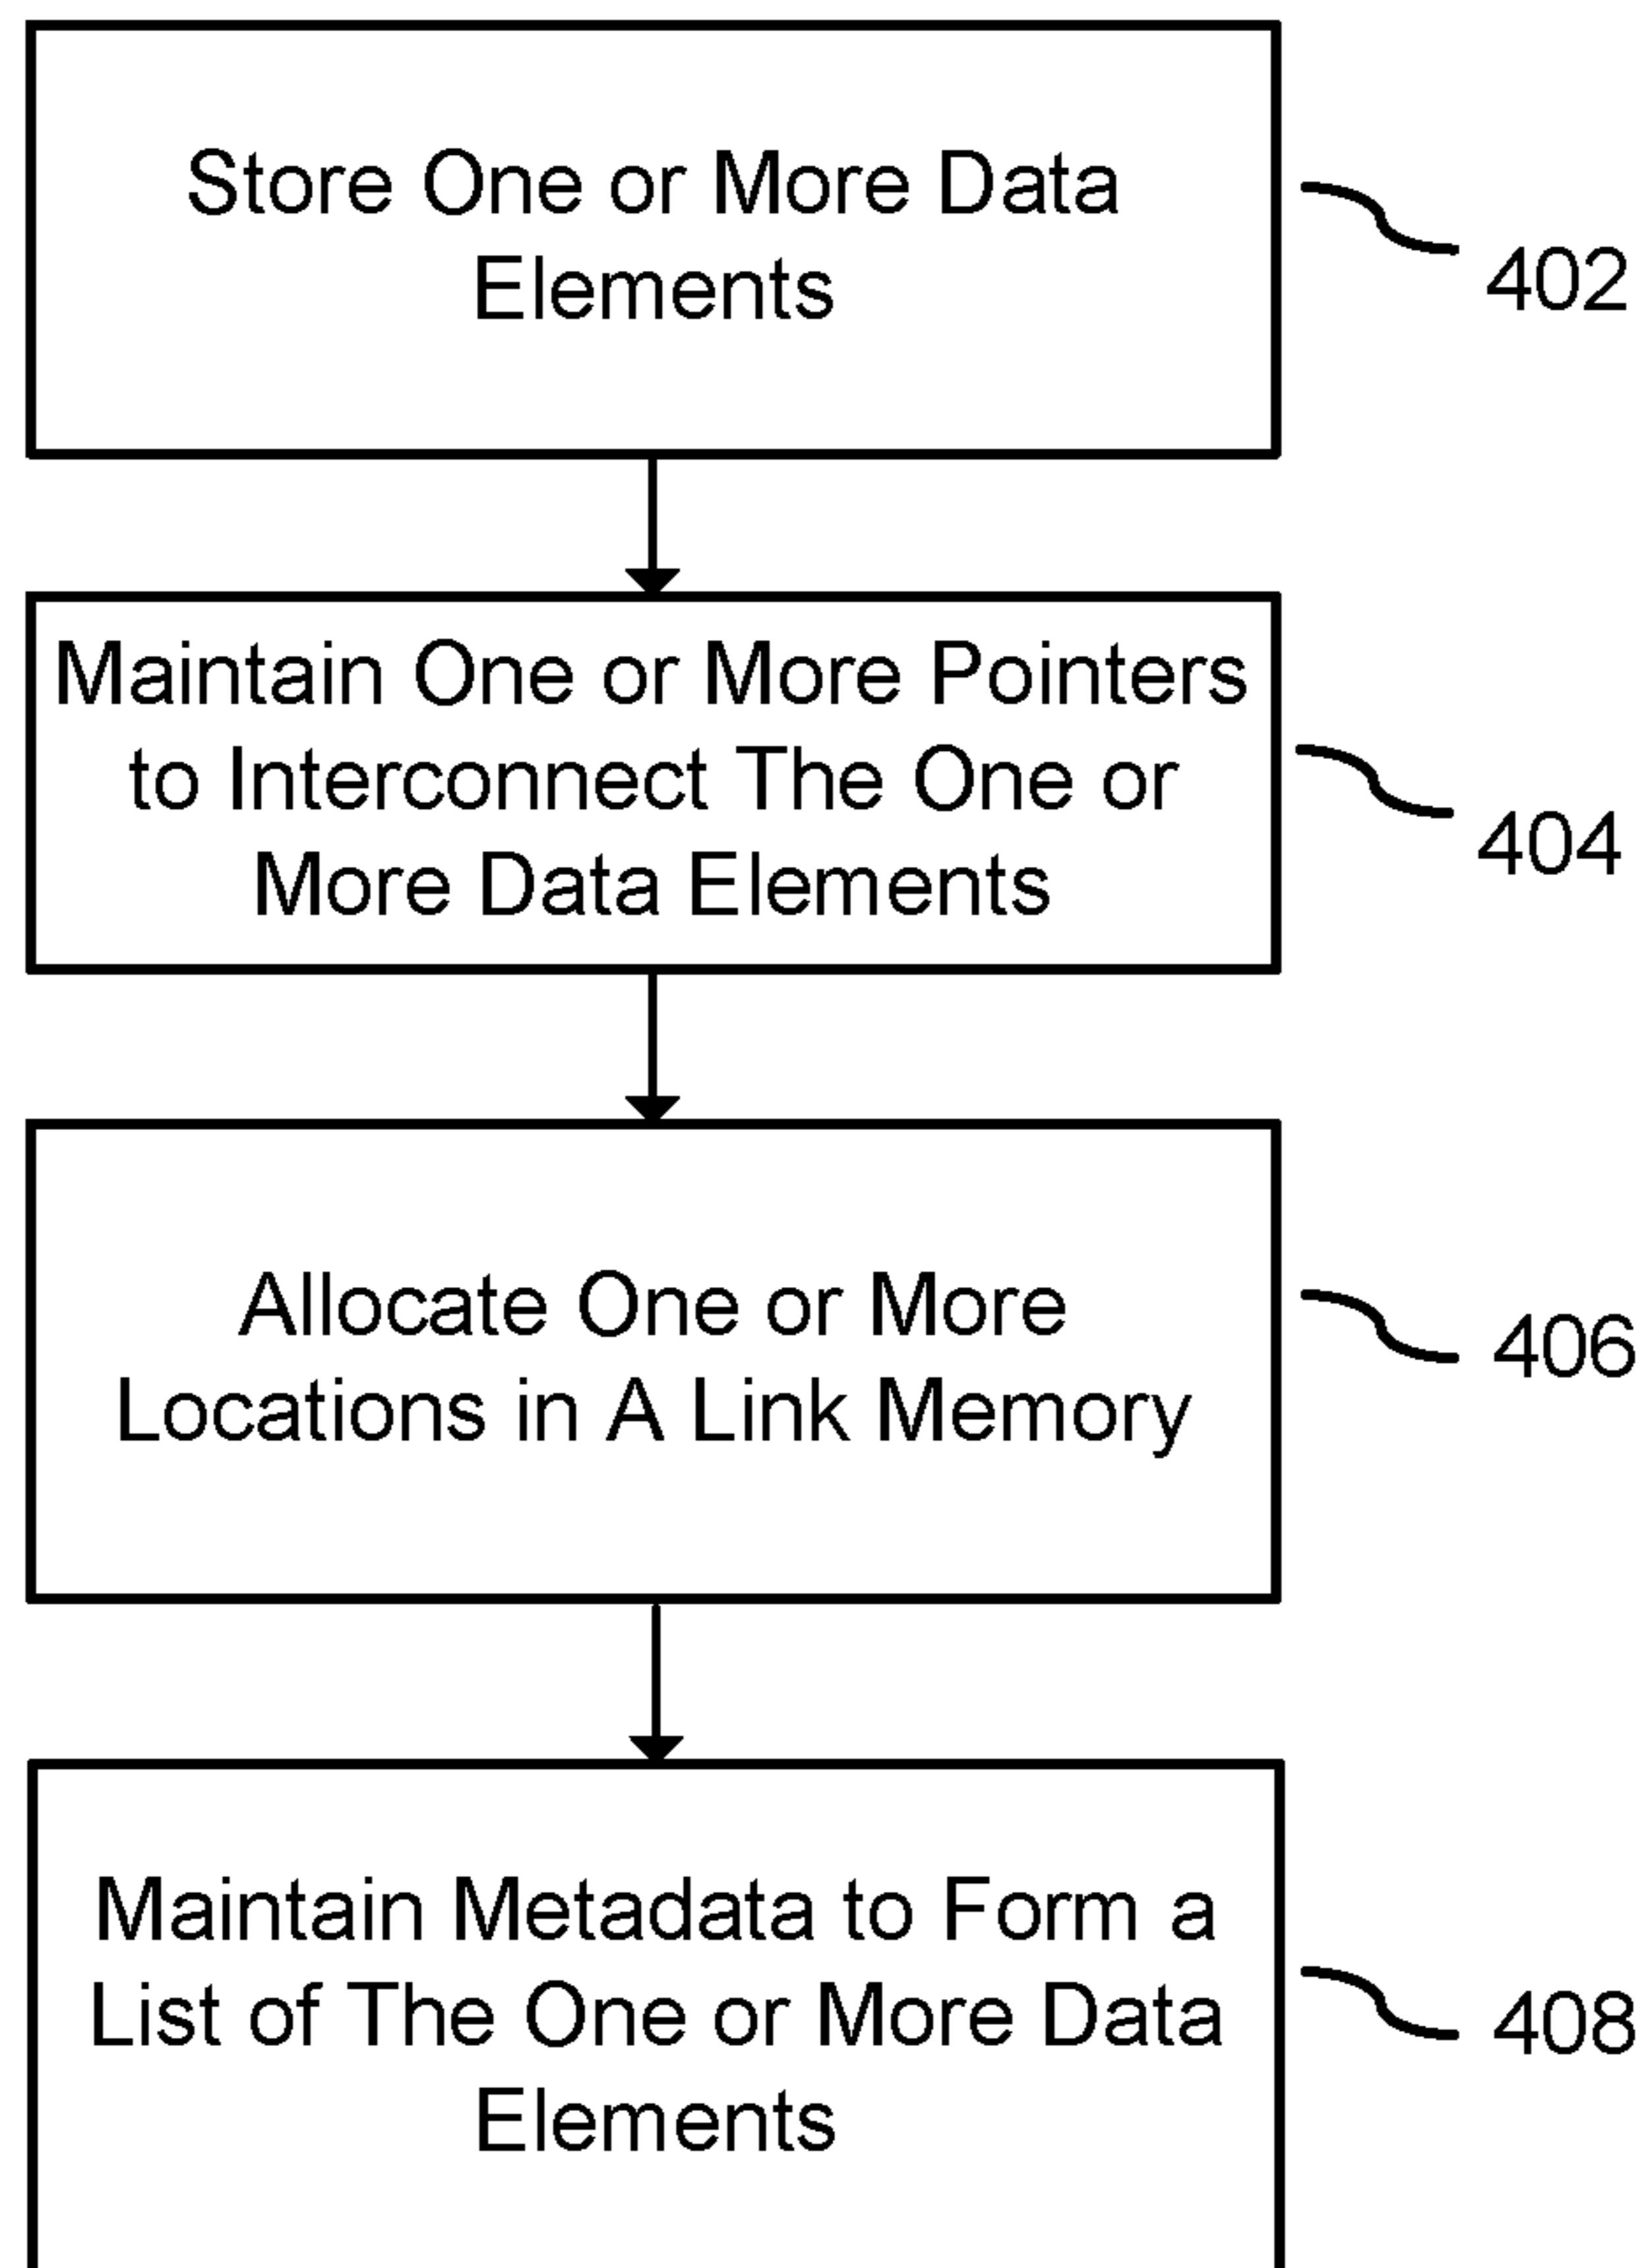 Store One or More Data
Elements
402
Maintain One or More Pointers
to Interconnect The One or
More Data Elements
404
Allocate One or More
Locations in A Link Memory
406
Maintain Metadata to Form a
List of The One or More Data
Elements
408